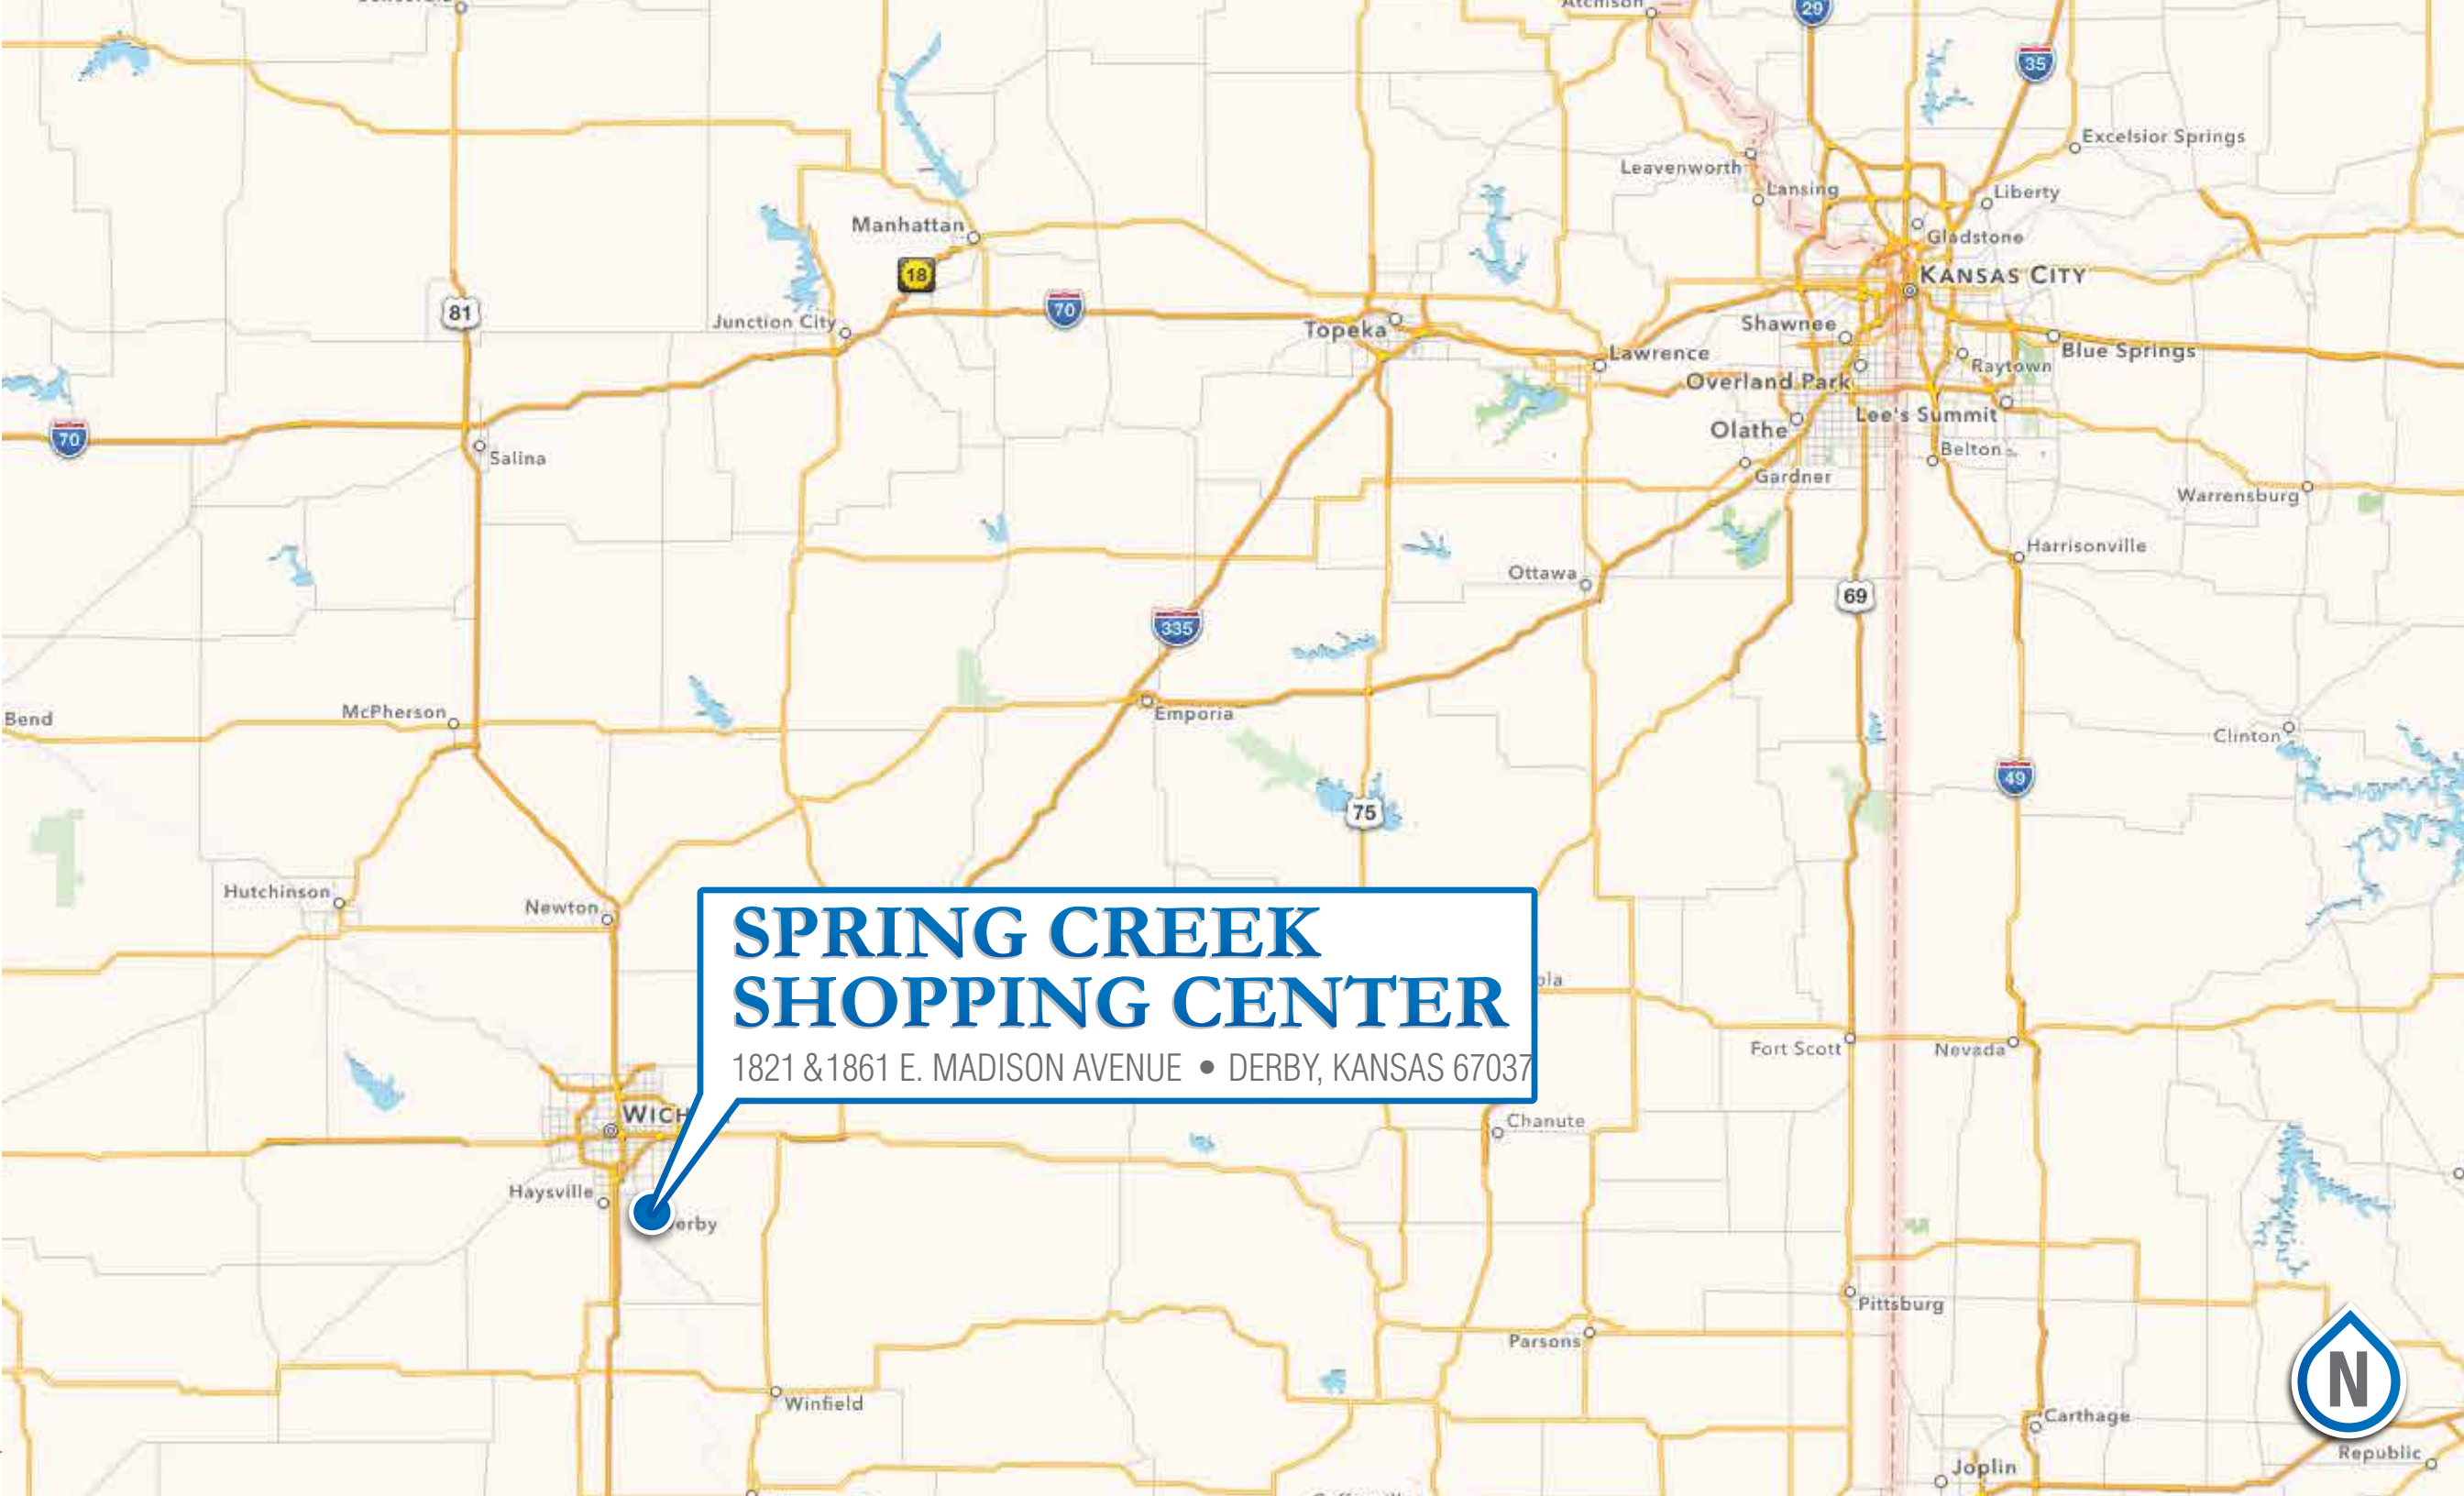 29
35
Excelsior Springs
Leavenworth
Lansing
Liberty
Manhattan
Gladstone
18
KANSAS CITY
70
81
Junction City
Topeka
Shawnee
Lawrence
Blue Springs
Raytown
Overland Park
Lee's Summit
Olathe
70
Salina
Belton
Gardner
Warrensburg
Harrisonville
Ottawa
69
335
Bend
McPherson
Emporia
Clinton
49
75
Hutchinson
Newton
SPRING CREEK
SHOPPING CENTER
1821 &1861 E. MADISON AVENUE • DERBY, KANSAS 67037
Fort Scott
Nevada
WICH
Chanute
Haysville
erby
Pittsburg
Parsons
N
Winfield
Carthage
Republic
Joplin